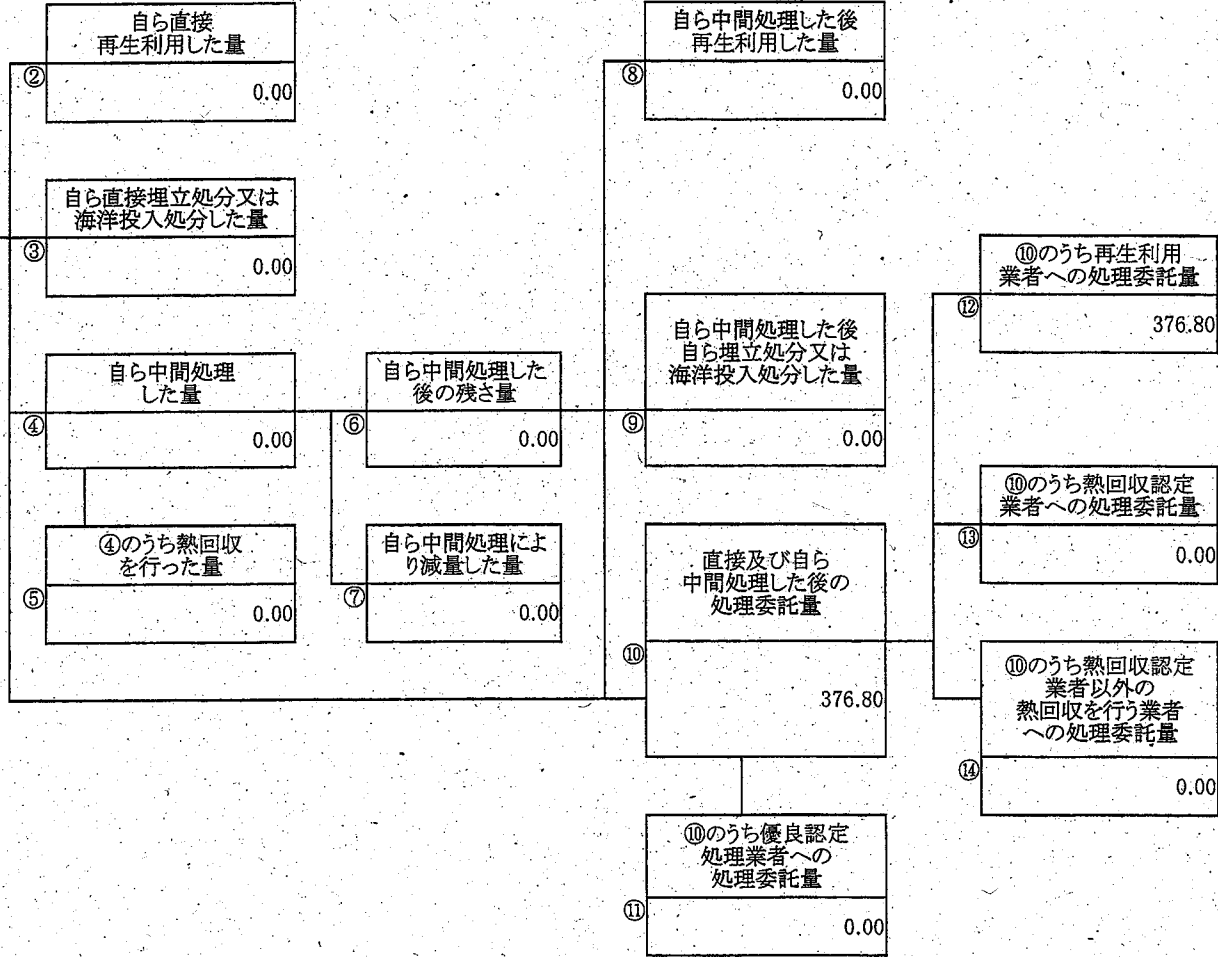 自ら直接
再生利用した量
②
0.00
自ら直接埋立処分又は
海洋投入処分した量
③
0.00
自ら中間処理
した量
④
0.00
④のうち熱回収
を行った量
⑤
0.00
自ら中間処理した
後の残さ量
⑥
0.00
自ら中間処理によ
り減量した量
⑦
0.00
自ら中間処理した後
再生利用した量
⑧
0.00
自ら中間処理した後
自ら埋立処分又は
海洋投入処分した量
⑨
0.00
直接及び自ら
中間処理した後の
処理委託量
⑩
376.80
⑩のうち優良認定
処理業者への
処理委託量
⑪
0.00
⑩のうち再生利用
業者への処理委託量
⑫
376.80
⑩のうち熱回収認定
業者への処理委託量
⑬
0.00
⑩のうち熱回収認定
業者以外の
熱回収を行う業者
への処理委託量
⑭
0.00